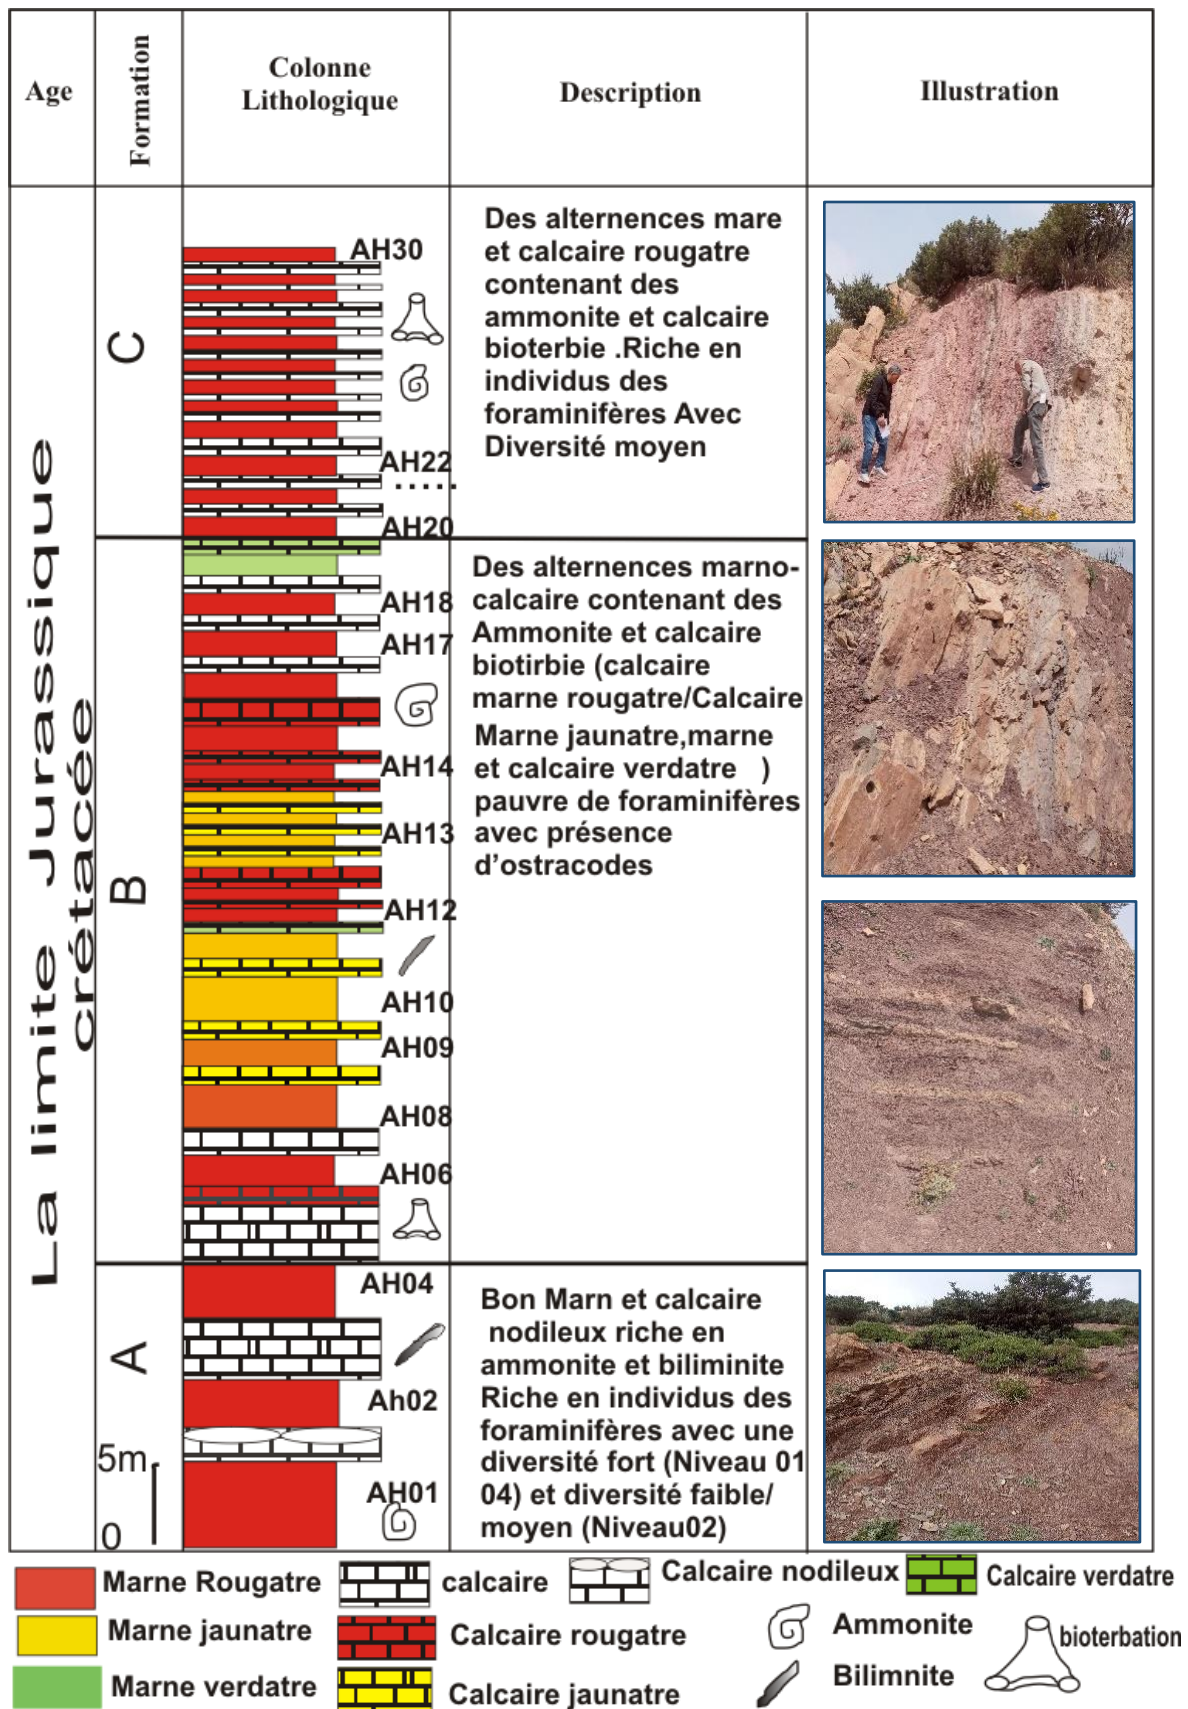 Age
Formation
Colonne
Lithologique
Description
Illustration
La limite Jurassique
crétacée
C
AH30
AH22
.....
AH20
Des alternences mare
et calcaire rougatre
contenant des
ammonite et calcaire
bioterbie .Riche en
individus des
foraminifères Avec
Diversité moyen
B
AH18
AH17
AH14
AH13
AH12
AH10
AH09
AH08
AH06
Des alternences marno-
calcaire contenant des
Ammonite et calcaire
biotirbie (calcaire
marne rougatre/Calcaire
Marne jaunatre,marne
et calcaire verdatre )
pauvre de foraminifères
avec présence
d'ostracodes
A
AH04
Ah02
AH01
5m
0
Bon Marn et calcaire
nodileux riche en
ammonite et biliminite
Riche en individus des
foraminifères avec une
diversité fort (Niveau 01
04) et diversité faible/
moyen (Niveau02)
Marne Rougatre
calcaire
Calcaire nodileux
Calcaire verdatre
Marne jaunatre
Calcaire rougatre
Ammonite
bioterbation
Marne verdatre
Calcaire jaunatre
Bilimnite